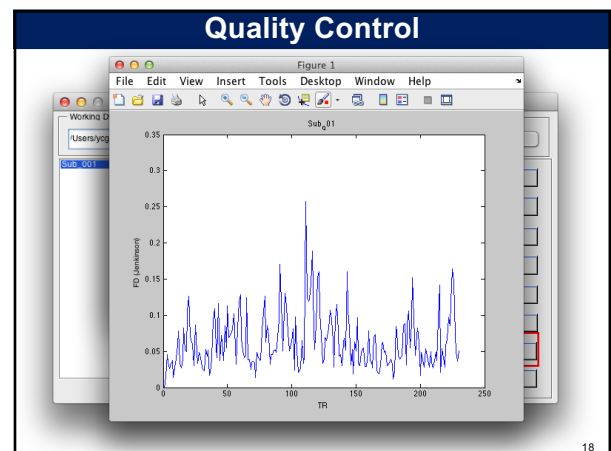 Quality Control
Figure 1
File Edit View Insert Tools Desktop Window Help
Working D
/Users/ycg
Sub_001
Sub_001
FD (Jenkinson)
0.35
0.3
0.25
0.2
0.15
0.1
0.05
0
0 50 100 150 200 250
TR
18